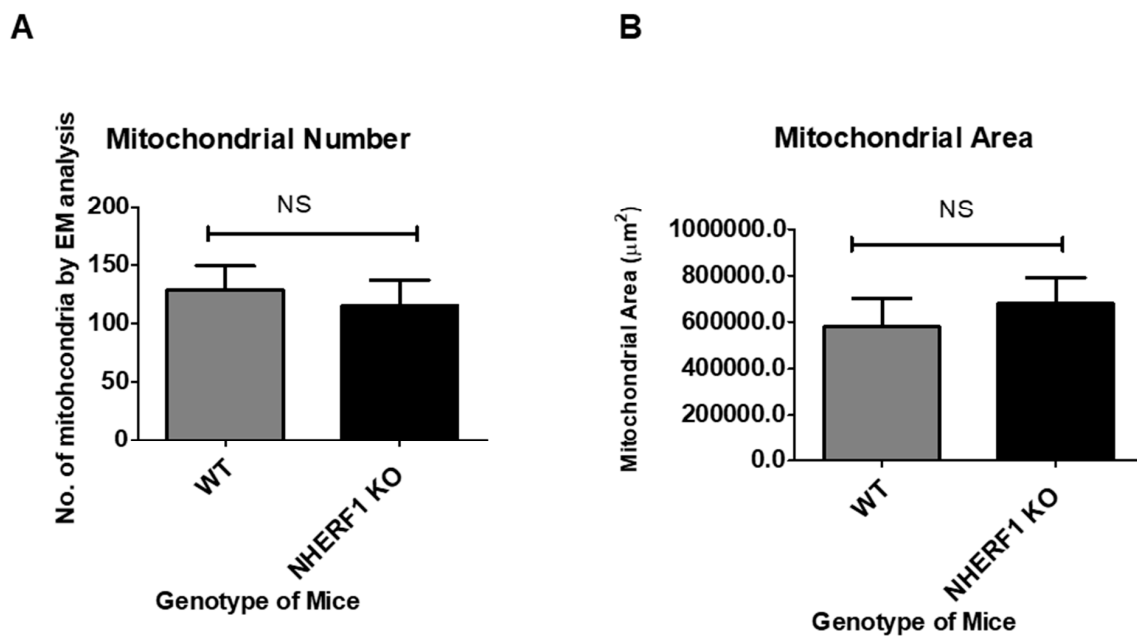 A
Mitochondrial Number
No. of mitohcondria by EM analysis
200
150
100
50
0
NS
WT
NHERF1 KO
Genotype of Mice
B
Mitochondrial Area
Mitochondrial Area (μm²)
1000000.0
800000.0
600000.0
400000.0
200000.0
0.0
NS
WT
NHERF1 KO
Genotype of Mice